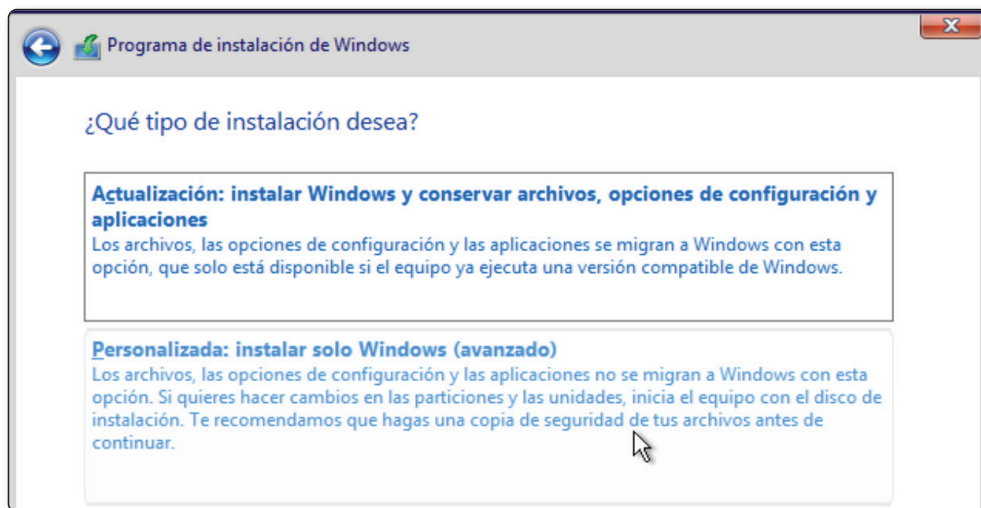 Programa de instalación de Windows
¿Qué tipo de instalación desea?
Actualización: instalar Windows y conservar archivos, opciones de configuración y
aplicaciones
Los archivos, las opciones de configuración y las aplicaciones se migran a Windows con esta
opción, que solo está disponible si el equipo ya ejecuta una versión compatible de Windows.
Personalizada: instalar solo Windows (avanzado)
Los archivos, las opciones de configuración y las aplicaciones no se migran a Windows con esta
opción. Si quieres hacer cambios en las particiones y las unidades, inicia el equipo con el disco de
instalación. Te recomendamos que hagas una copia de seguridad de tus archivos antes de
continuar.